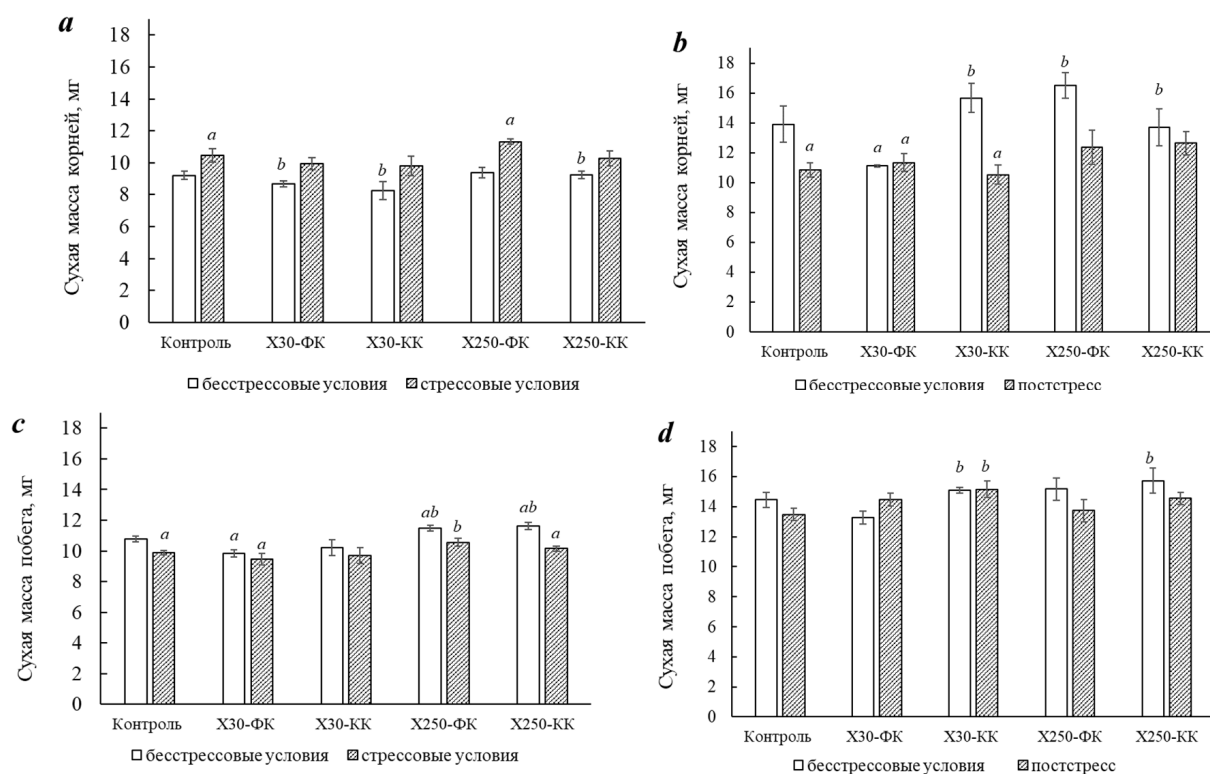 a
Сухая масса корней, мг
18
16
14
12
10
8
6
4
2
0
a
b
b
a
b
Контроль Х30-ФК Х30-КК Х250-ФК Х250-КК
бесстрессовые условия стрессовые условия
b
Сухая масса корней, мг
18
16
14
12
10
8
6
4
2
0
a
a a
b
a
b
b
Контроль Х30-ФК Х30-КК Х250-ФК Х250-КК
бесстрессовые условия постстресс
c
Сухая масса побега, мг
18
16
14
12
10
8
6
4
2
0
a
a a
ab b
ab a
Контроль Х30-ФК Х30-КК Х250-ФК Х250-КК
бесстрессовые условия стрессовые условия
d
Сухая масса побега, мг
18
16
14
12
10
8
6
4
2
0
b b
b
Контроль Х30-ФК Х30-КК Х250-ФК Х250-КК
бесстрессовые условия постстресс